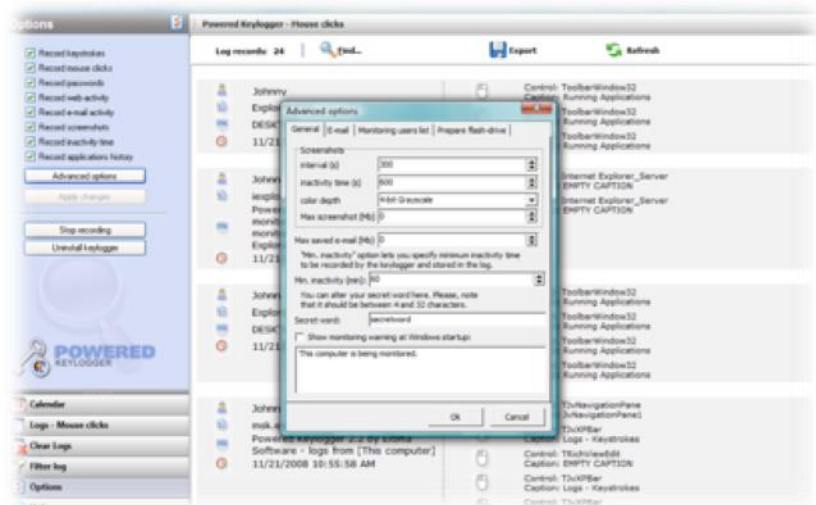 Options
Record keystrokes
Record mouse clicks
Record passwords
Record web activity
Record e-mail activity
Record screenshots
Record inactivity time
Record applications history
Advanced options
Apply changes
Stop recording
Uninstall keylogger
POWERED
KEYLOGGER
Calendar
Logs - Mouse clicks
Clear Logs
Filter log
Options
Powered Keylogger - Mouse clicks
Log records: 24
Find...
Export
Refresh
Johnny
Control: ToolbarWindow32
Caption: Running Applications
ToolbarWindow32
Running Applications
ToolbarWindow32
Running Applications
Internet Explorer_Server
EMPTY CAPTION
Internet Explorer_Server
EMPTY CAPTION
ToolbarWindow32
Running Applications
ToolbarWindow32
Running Applications
ToolbarWindow32
Running Applications
TJvNavigationPane
JvNavigationPane1
TJvXPBar
Caption: Logs - Keystrokes
Control: TRichViewEdit
Caption: EMPTY CAPTION
Control: TJvXPBar
Caption: Logs - Keystrokes
Software - logs from [This computer]
11/21/2008 10:55:58 AM
Advanced options
General
E-mail
Monitoring users list
Prepare flash-drive
Screenshots
interval (s) 300
inactivity time (s) 600
color depth 4-bit Grayscale
Max screenshot (Mb) 0
Max saved e-mail (Mb) 0
"Min. inactivity" option lets you specify minimum inactivity time
to be recorded by the keylogger and stored in the log.
Min. inactivity (min): 60
You can alter your secret word here. Please, note
that it should be between 4 and 32 characters.
Secret word: secretword
Show monitoring warning at Windows startup:
This computer is being monitored.
Ok
Cancel